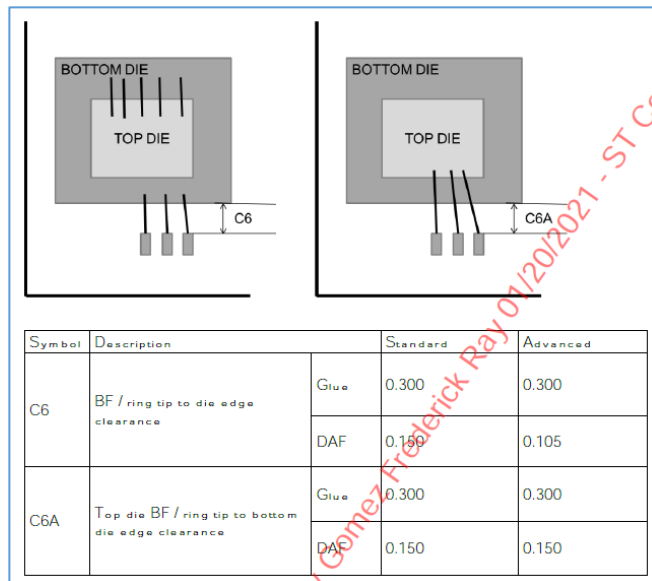 BOTTOM DIE
TOP DIE
C6
BOTTOM DIE
TOP DIE
C6A
Symbol Description Standard Advanced
C6 BF / ring tip to die edge clearance Glue 0.300 0.300
DAF 0.150 0.105
C6A Top die BF / ring tip to bottom die edge clearance Glue 0.300 0.300
DAF 0.150 0.150
Gomez Frederick Ray 01/20/2021 - ST